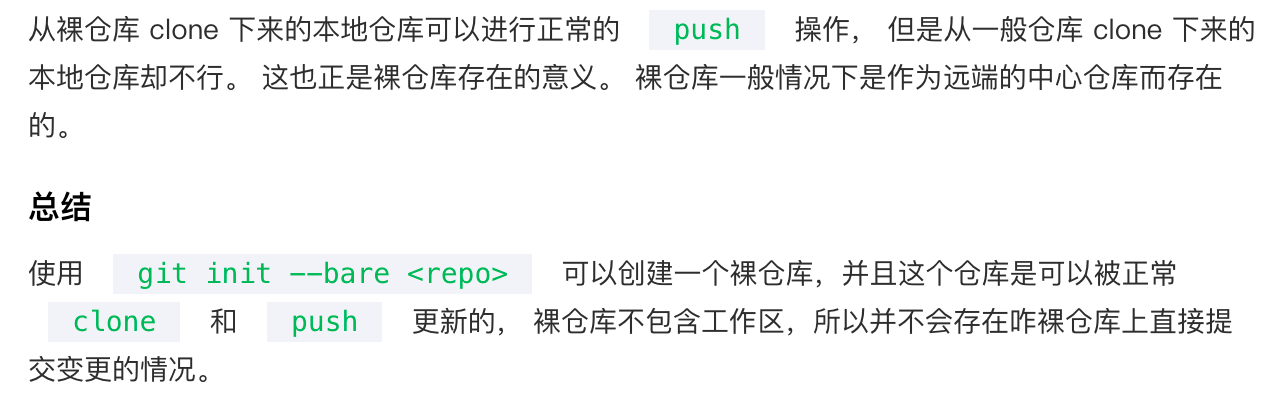 从裸仓库 clone 下来的本地仓库可以进行正常的 push 操作， 但是从一般仓库 clone 下来的
本地仓库却不行。 这也正是裸仓库存在的意义。 裸仓库一般情况下是作为远端的中心仓库而存在
的。
总结
使用 git init --bare <repo> 可以创建一个裸仓库，并且这个仓库是可以被正常
clone 和 push 更新的， 裸仓库不包含工作区，所以并不会存在咋裸仓库上直接提
交变更的情况。